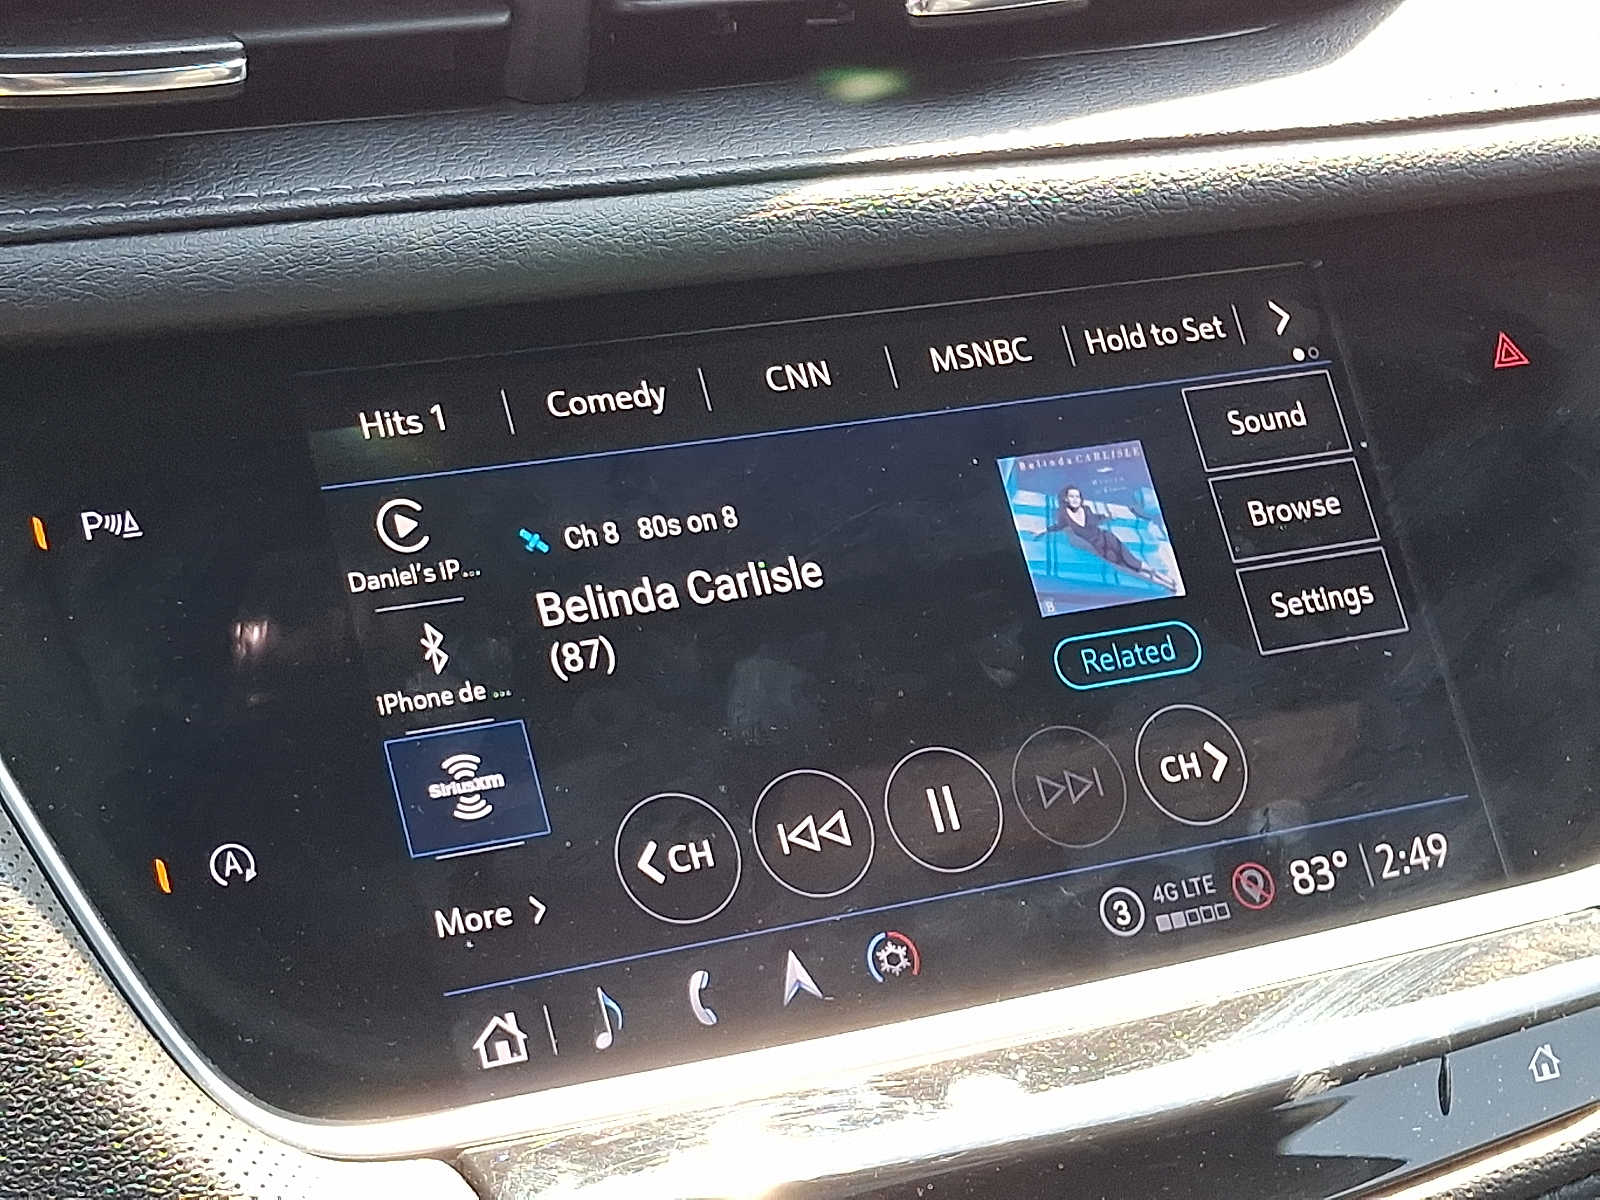 Hits 1
Comedy
CNN
MSNBC
Hold to Set
Daniel's iP...
iPhone de ...
SiriusXm
More
Ch 8 80s on 8
Belinda Carlisle
(87)
Belinda CARLISLE
Related
Sound
Browse
Settings
CH
CH
3
4G LTE
83°
2:49
P
A